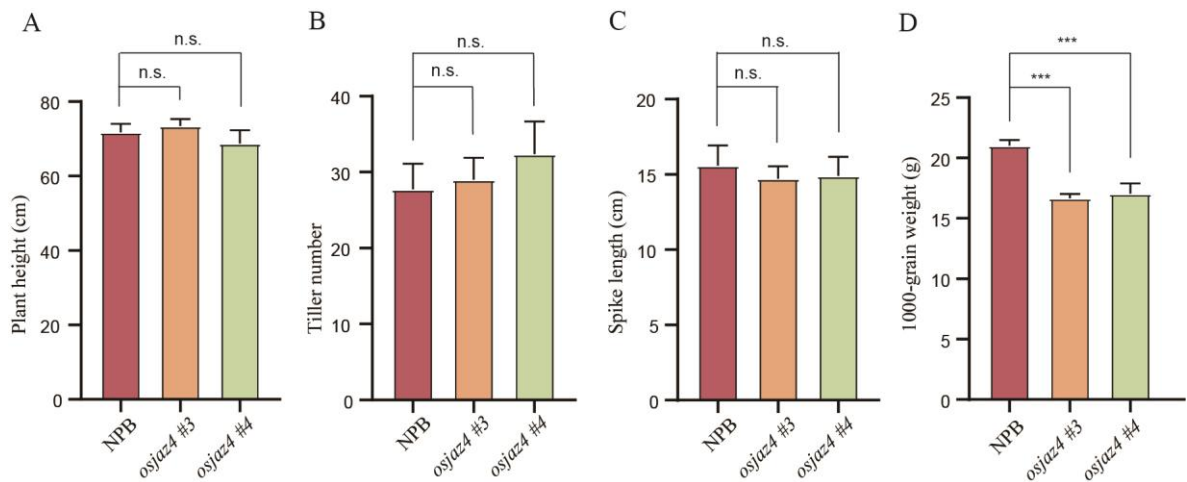 A
n.s.
n.s.
Plant height (cm)
80
60
40
20
0
NPB
osjaz4 #3
osjaz4 #4
B
n.s.
n.s.
Tiller number
40
30
20
10
0
NPB
osjaz4 #3
osjaz4 #4
C
n.s.
n.s.
Spike length (cm)
20
15
10
5
0
NPB
osjaz4 #3
osjaz4 #4
D
***
***
1000-grain weight (g)
25
20
15
10
5
0
NPB
osjaz4 #3
osjaz4 #4